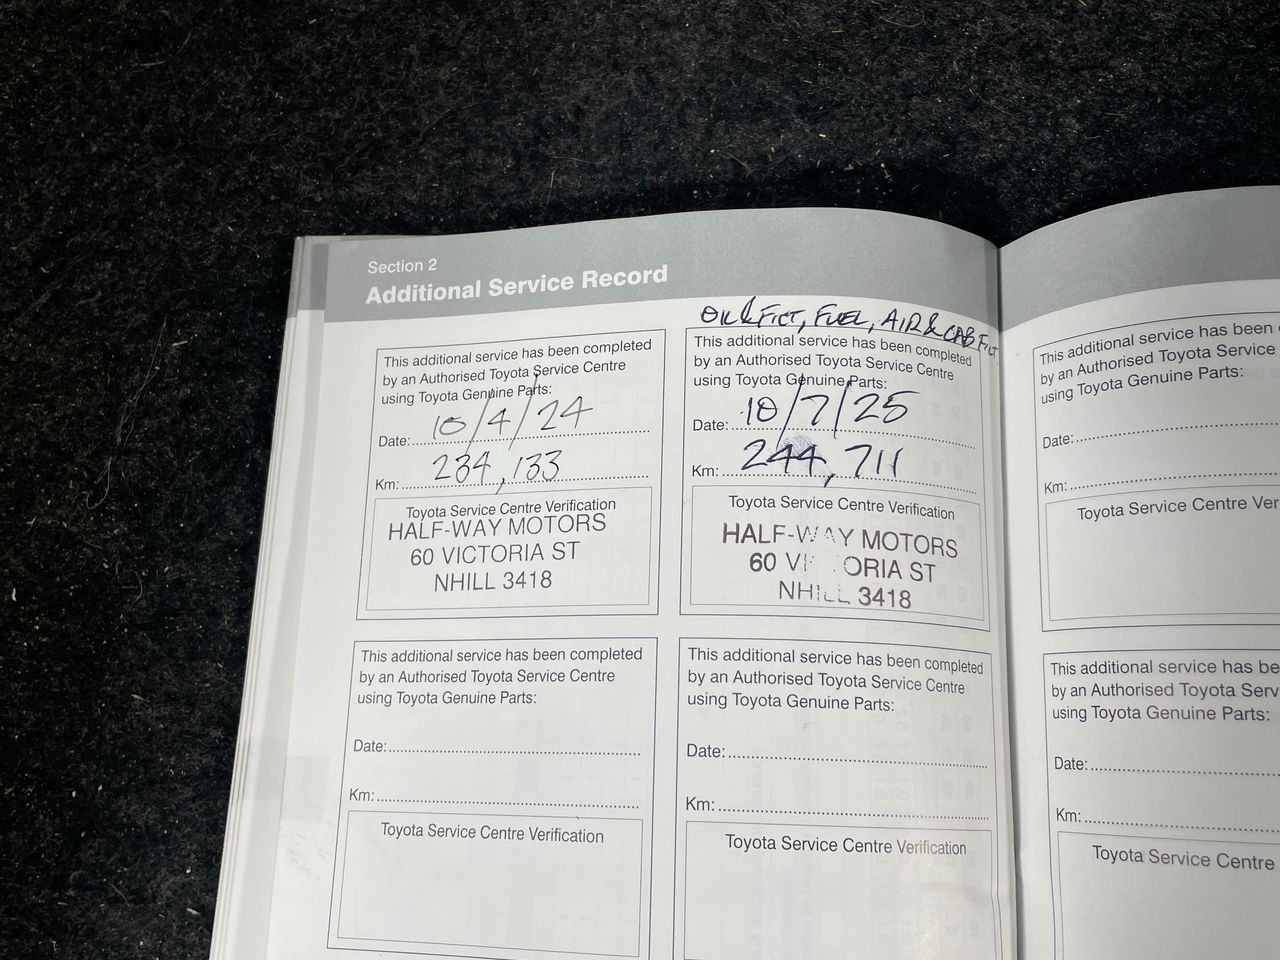 Section 2
Additional Service Record
OIL & FILT, FUEL, AIR & CAB FILT
This additional service has been completed
by an Authorised Toyota Service Centre
using Toyota Genuine Parts:
Date: 10/4/24
Km: 234,133
Toyota Service Centre Verification
HALF-WAY MOTORS
60 VICTORIA ST
NHILL 3418
This additional service has been completed
by an Authorised Toyota Service Centre
using Toyota Genuine Parts:
Date: 10/7/25
Km: 244,711
Toyota Service Centre Verification
HALF-WAY MOTORS
60 VICTORIA ST
NHILL 3418
This additional service has been completed
by an Authorised Toyota Service Centre
using Toyota Genuine Parts:
Date:
Km:
Toyota Service Centre Verification
This additional service has been completed
by an Authorised Toyota Service Centre
using Toyota Genuine Parts:
Date:
Km:
Toyota Service Centre Verification
This additional service has been
by an Authorised Toyota Service
using Toyota Genuine Parts:
Date:
Km:
Toyota Service Centre Ver
This additional service has be
by an Authorised Toyota Serv
using Toyota Genuine Parts:
Date:
Km:
Toyota Service Centre